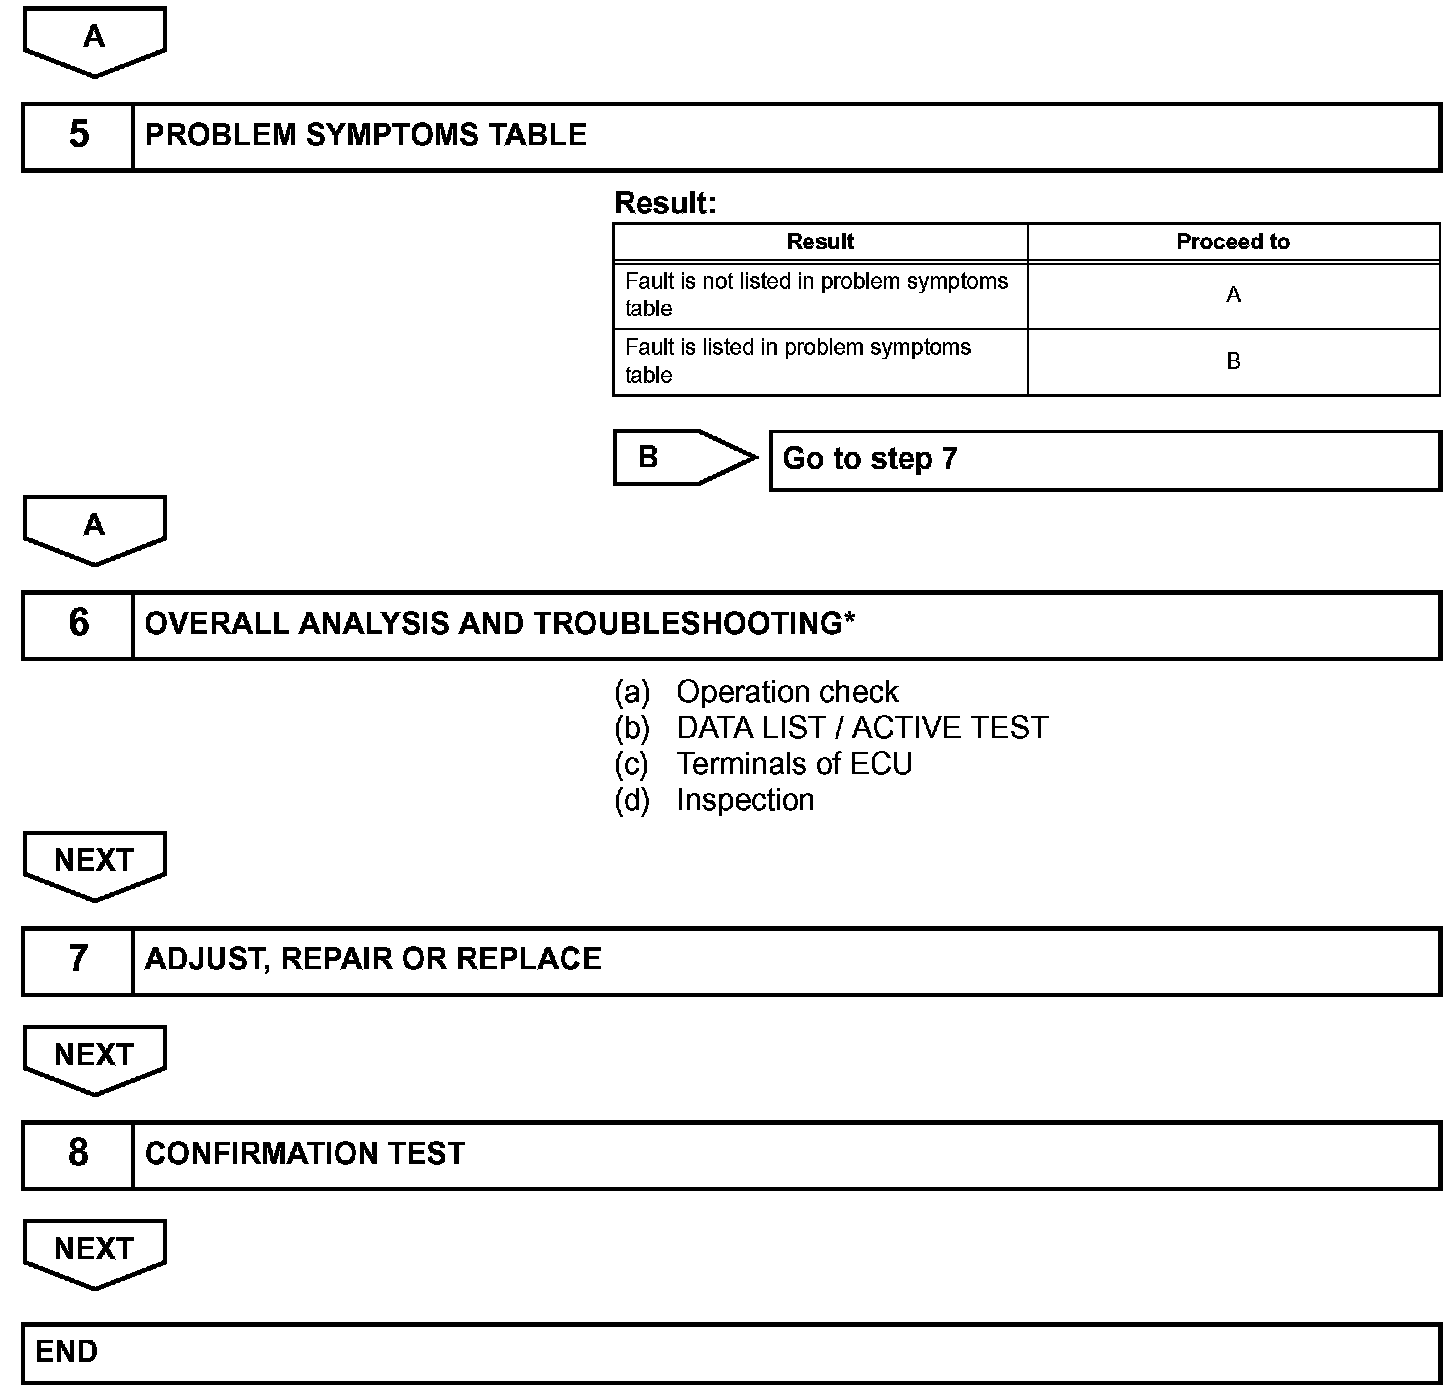 A
5 PROBLEM SYMPTOMS TABLE
Result:
Result Proceed to
Fault is not listed in problem symptoms
table
A
Fault is listed in problem symptoms
table
B
B Go to step 7
A
6 OVERALL ANALYSIS AND TROUBLESHOOTING*
(a) Operation check
(b) DATA LIST / ACTIVE TEST
(c) Terminals of ECU
(d) Inspection
NEXT
7 ADJUST, REPAIR OR REPLACE
NEXT
8 CONFIRMATION TEST
NEXT
END